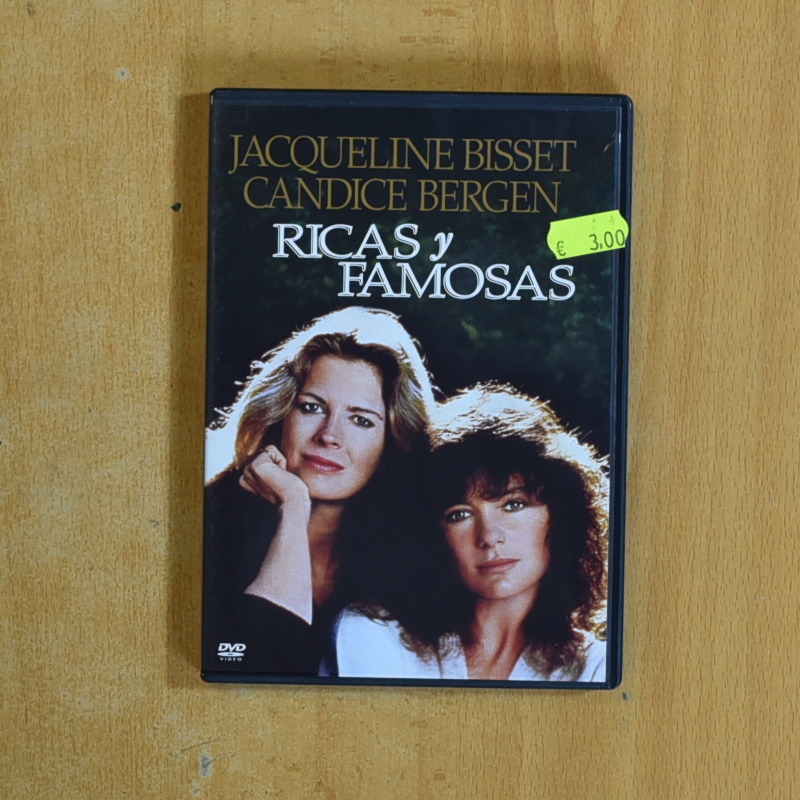 JACQUELINE BISSET
CANDICE BERGEN
RICAS y
FAMOSAS
€ 3,00
DVD
VIDEO